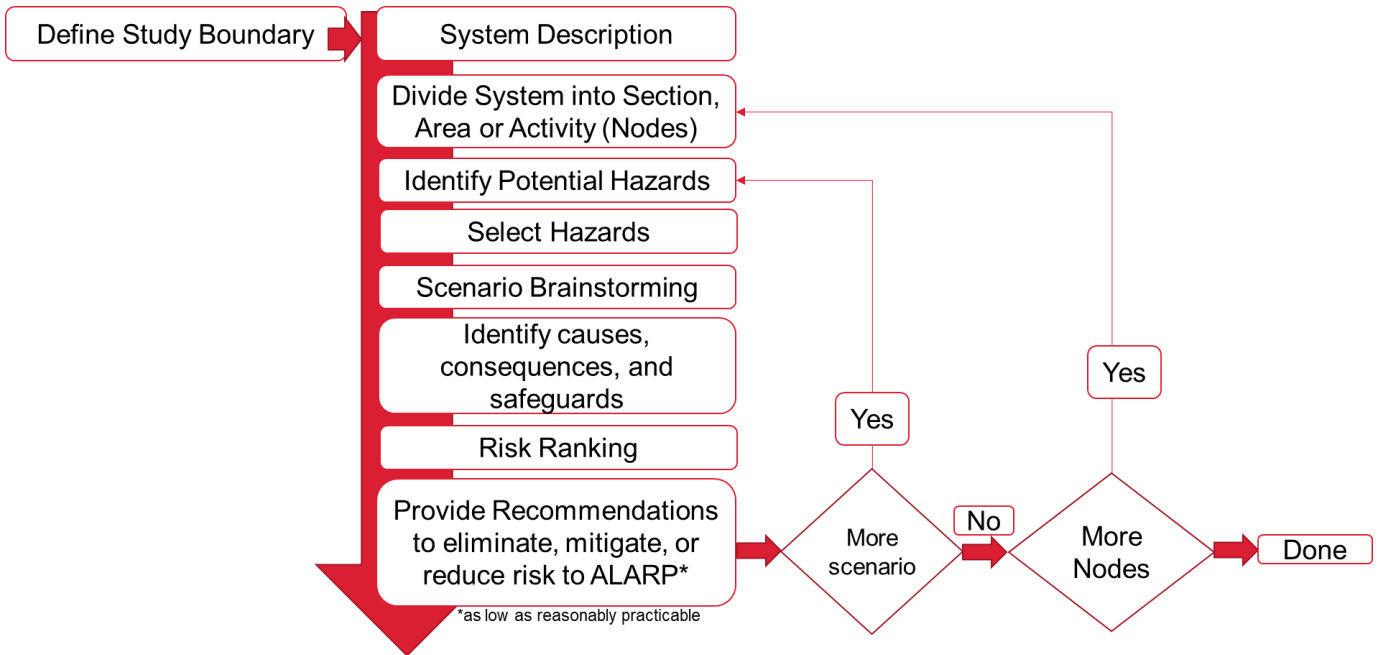 Define Study Boundary
System Description
Divide System into Section,
Area or Activity (Nodes)
Identify Potential Hazards
Select Hazards
Scenario Brainstorming
Identify causes,
consequences, and
safeguards
Risk Ranking
Provide Recommendations
to eliminate, mitigate, or
reduce risk to ALARP*
*as low as reasonably practicable
More
scenario
Yes
No
More
Nodes
Yes
Done